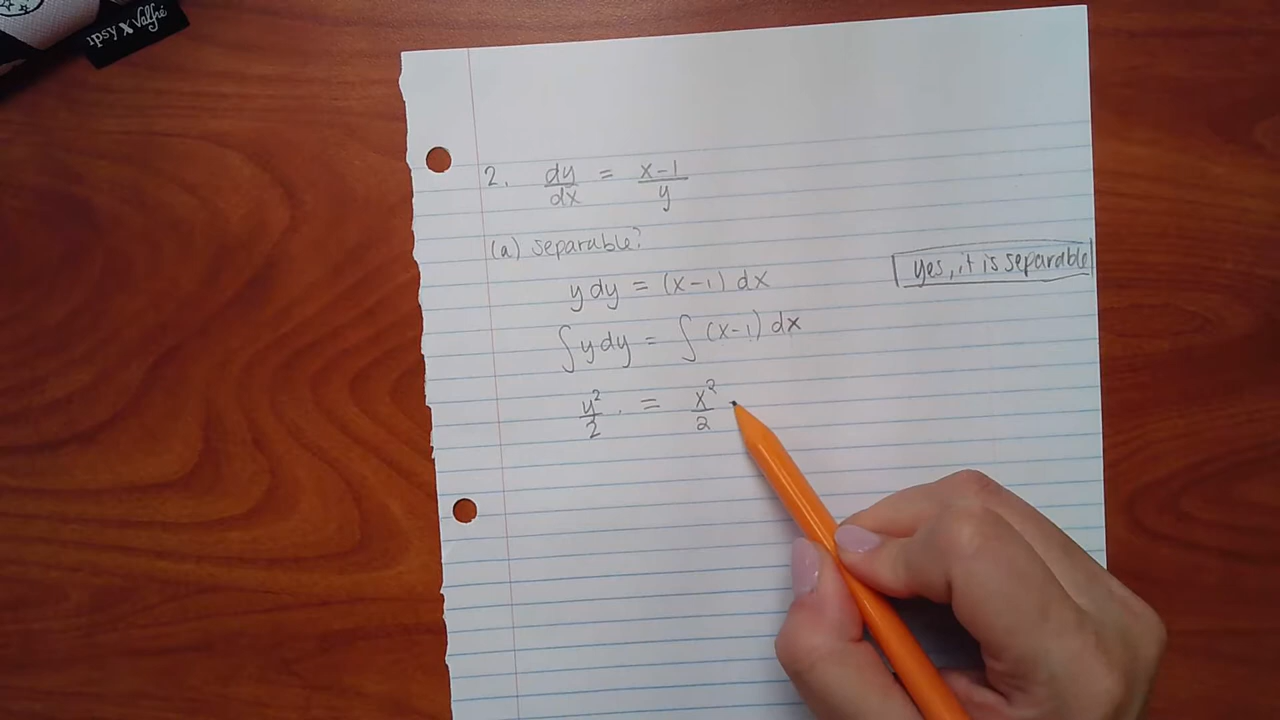 ipsy x Valfré
2. dy/dx = x-1/y
(a) separable?
yes, it is separable
y dy = (x-1) dx
∫ y dy = ∫ (x-1) dx
y²/2 = x²/2